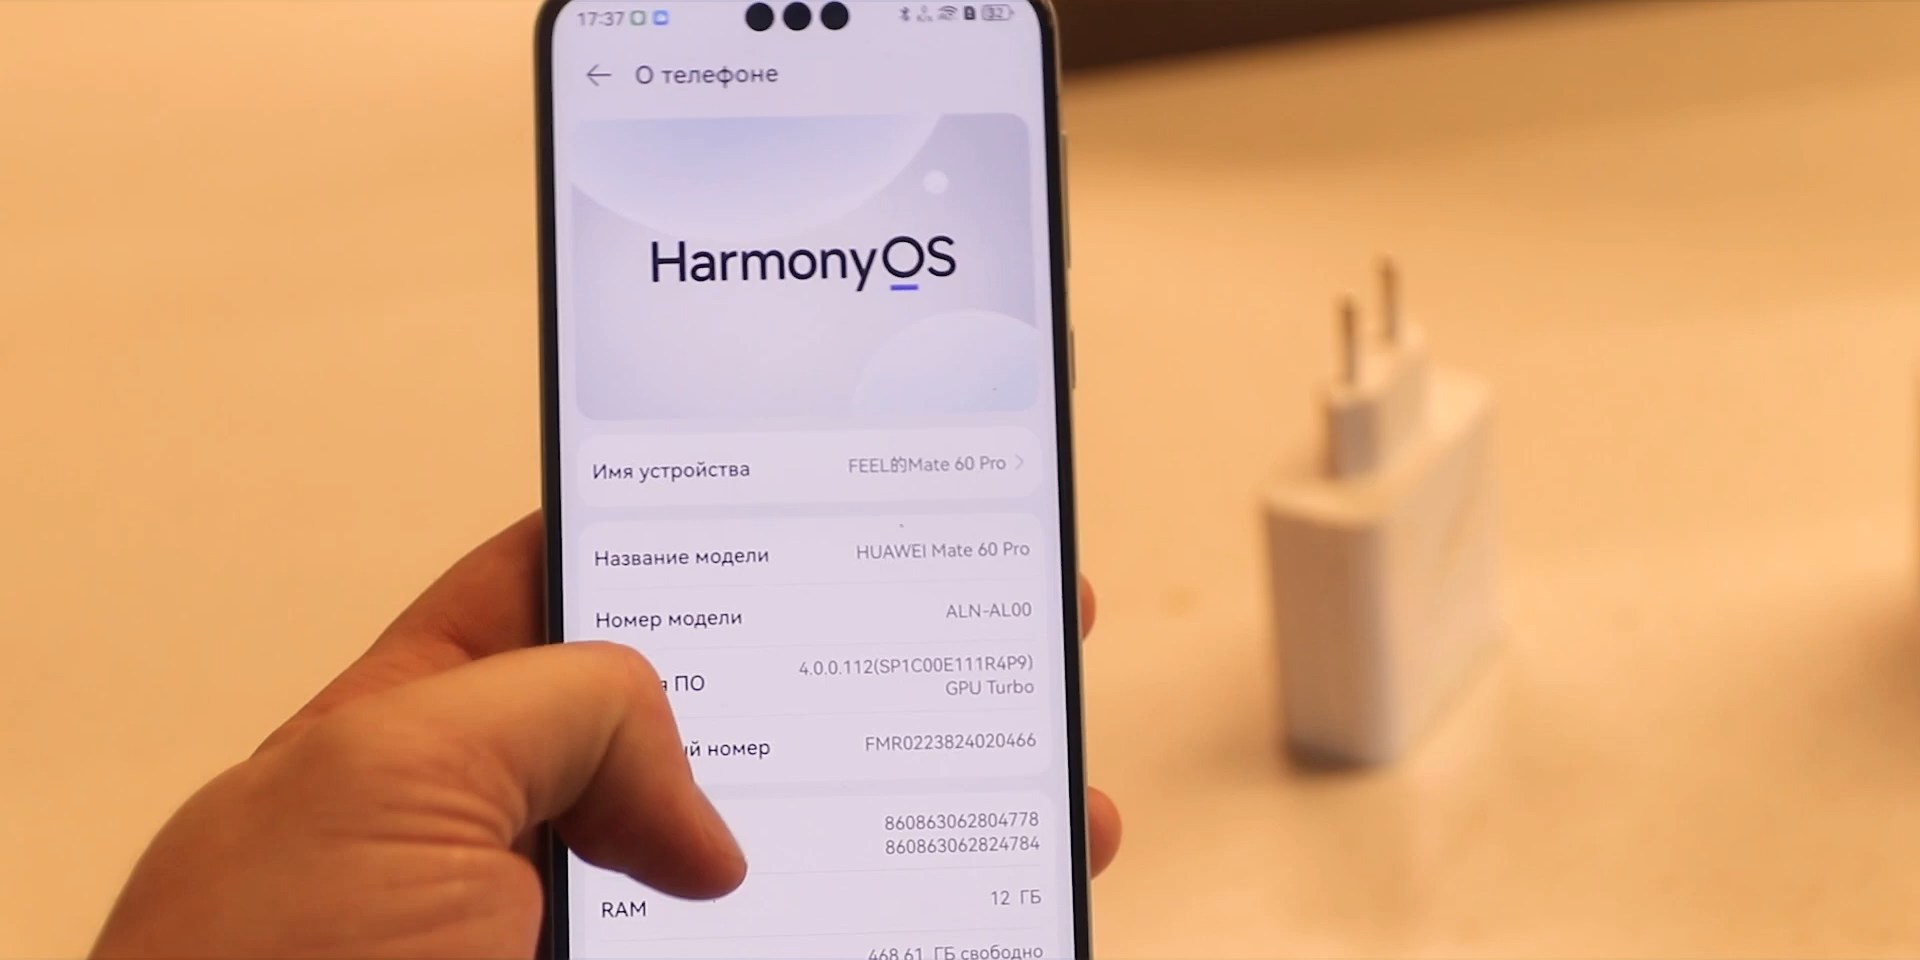 17:37
32
О телефоне
HarmonyOS
Имя устройства FEEL的Mate 60 Pro
Название модели HUAWEI Mate 60 Pro
Номер модели ALN-AL00
ПО 4.0.0.112(SP1C00E111R4P9)
GPU Turbo
номер FMR0223824020466
860863062804778
860863062824784
RAM 12 ГБ
468,61 ГБ свободно